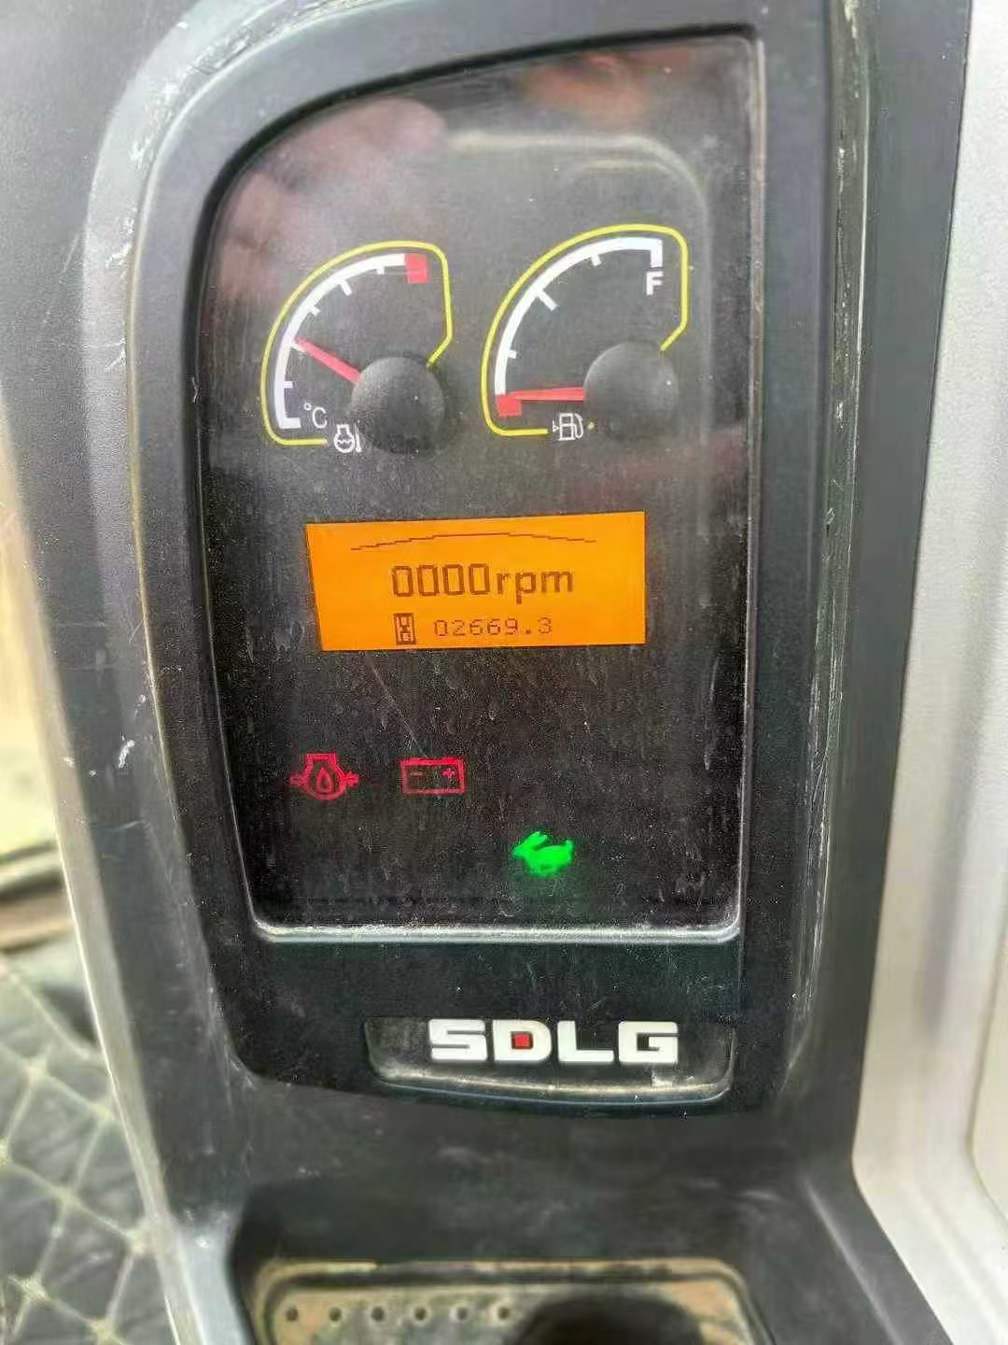 F
°C
0000rpm
02669.3
- +
SDLG